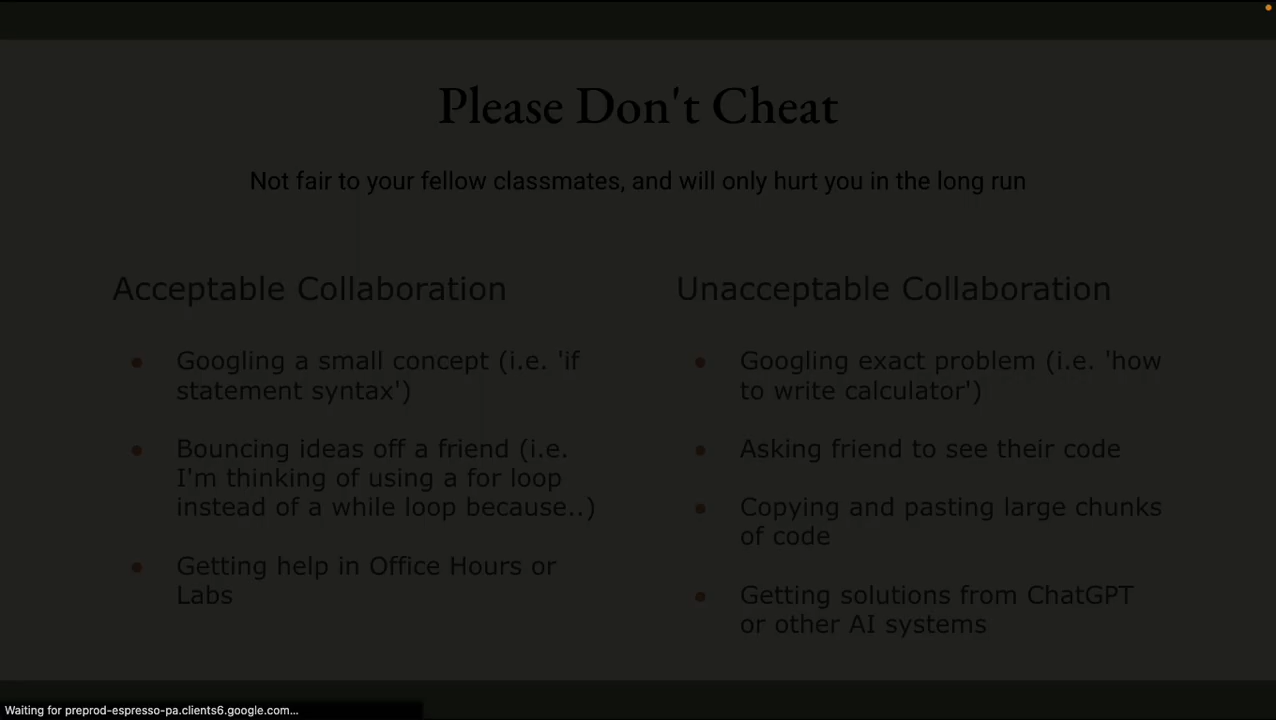 Please Don't Cheat
Not fair to your fellow classmates, and will only hurt you in the long run
Acceptable Collaboration
Googling a small concept (i.e. 'if
statement syntax')
Bouncing ideas off a friend (i.e.
I'm thinking of using a for loop
instead of a while loop because..)
Getting help in Office Hours or
Labs
Unacceptable Collaboration
Googling exact problem (i.e. 'how
to write calculator')
Asking friend to see their code
Copying and pasting large chunks
of code
Getting solutions from ChatGPT
or other AI systems
Waiting for preprod-espresso-pa.clients6.google.com...